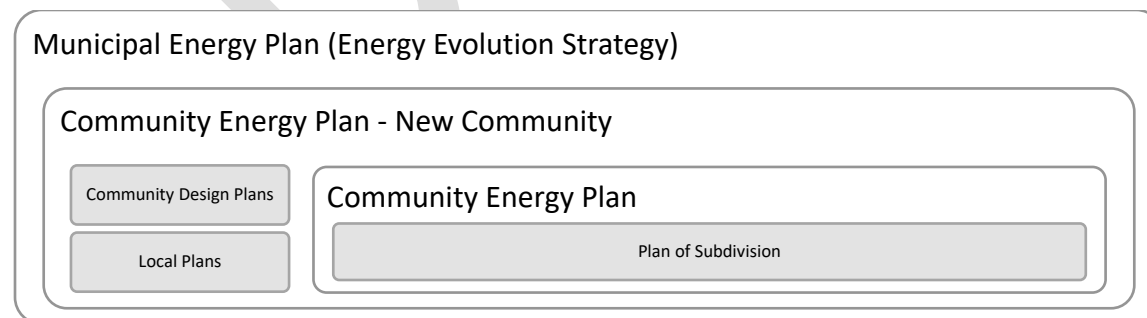 Municipal Energy Plan (Energy Evolution Strategy)
Community Energy Plan - New Community
Community Design Plans
Local Plans
Community Energy Plan
Plan of Subdivision